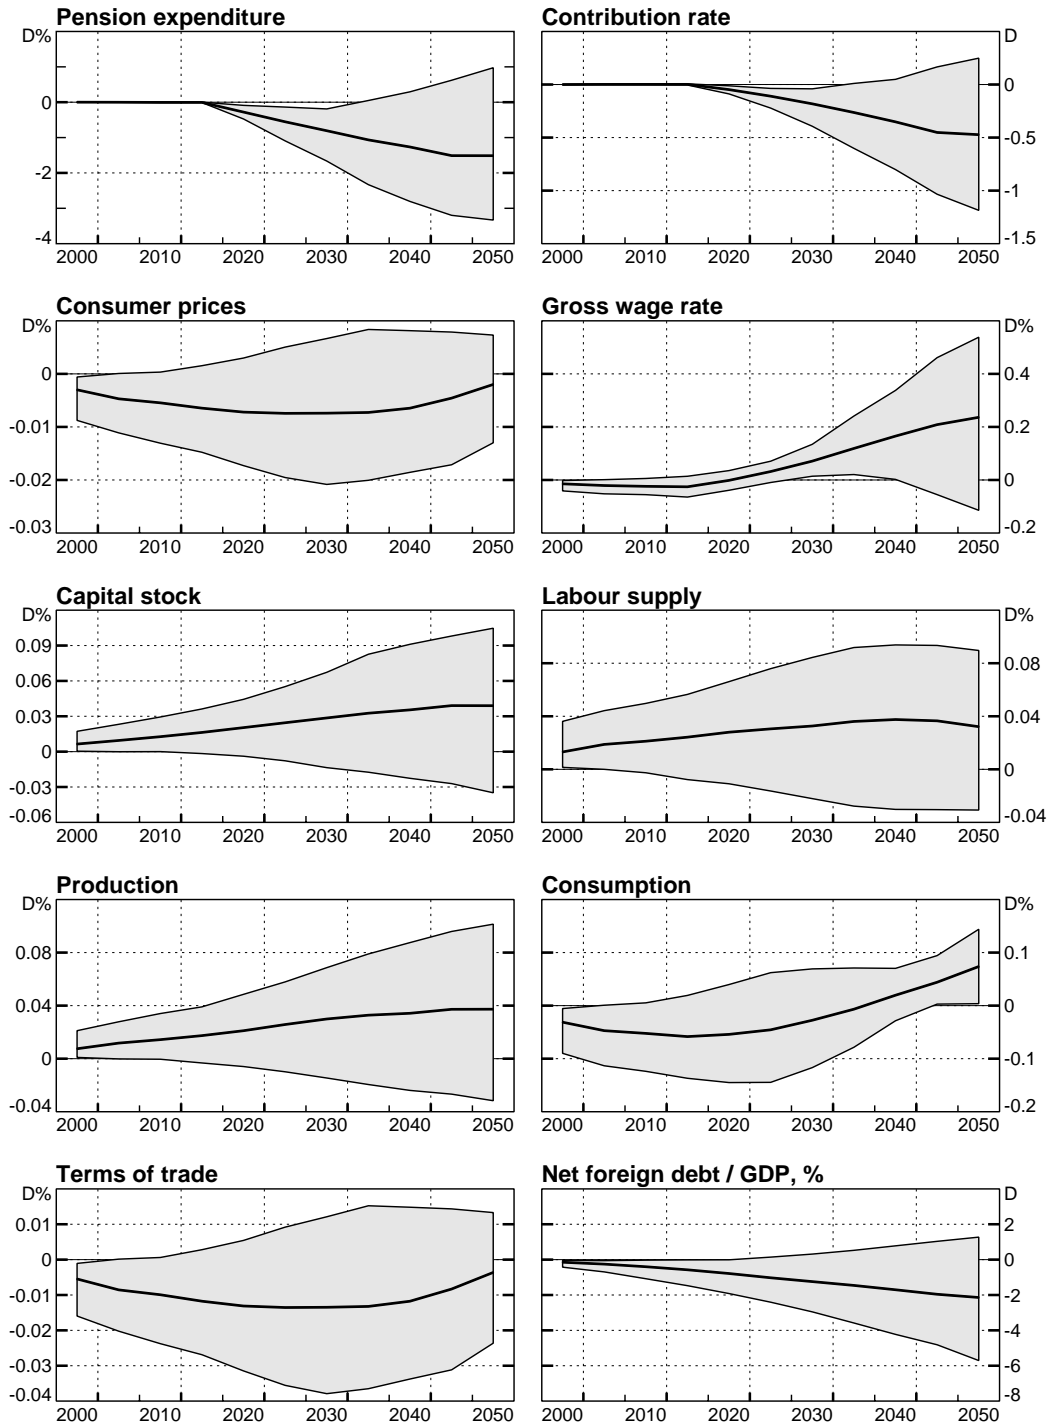 Pension expenditure
D%
0
-2
-4
2000 2010 2020 2030 2040 2050
Contribution rate
D
0
-0.5
-1
-1.5
2000 2010 2020 2030 2040 2050
Consumer prices
D%
0
-0.01
-0.02
-0.03
2000 2010 2020 2030 2040 2050
Gross wage rate
D%
0.4
0.2
0
-0.2
2000 2010 2020 2030 2040 2050
Capital stock
D%
0.09
0.06
0.03
0
-0.03
-0.06
2000 2010 2020 2030 2040 2050
Labour supply
D%
0.08
0.04
0
-0.04
2000 2010 2020 2030 2040 2050
Production
D%
0.08
0.04
0
-0.04
2000 2010 2020 2030 2040 2050
Consumption
D%
0.1
0
-0.1
-0.2
2000 2010 2020 2030 2040 2050
Terms of trade
D%
0.01
0
-0.01
-0.02
-0.03
-0.04
2000 2010 2020 2030 2040 2050
Net foreign debt / GDP, %
D
2
0
-2
-4
-6
-8
2000 2010 2020 2030 2040 2050